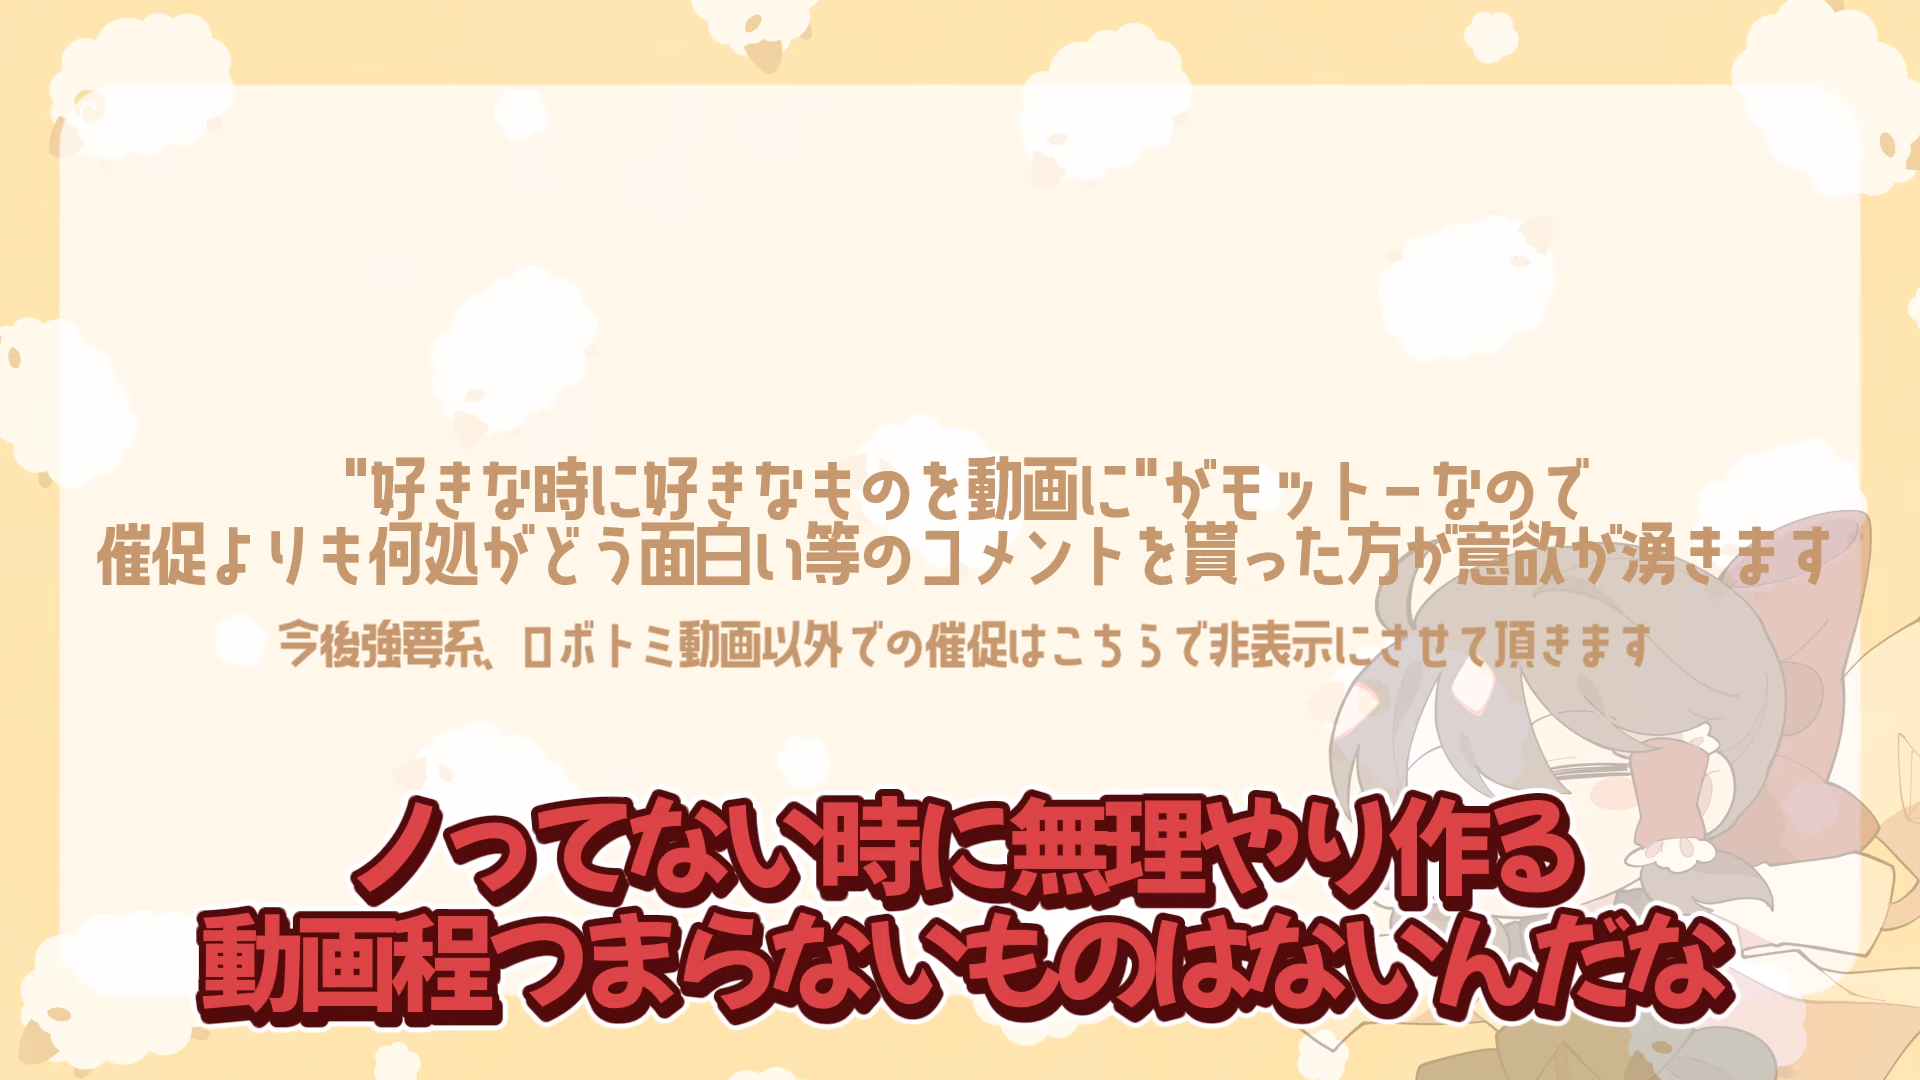 "好きな時に好きなものを動画に"がモットーなので
催促よりも何処がどう面白い等のコメントを貰った方が意欲が湧きます
今後強要系、ロボトミ動画以外での催促はこちらで非表示にさせて頂きます
ノってない時に無理やり作る
動画程つまらないものはないんだな